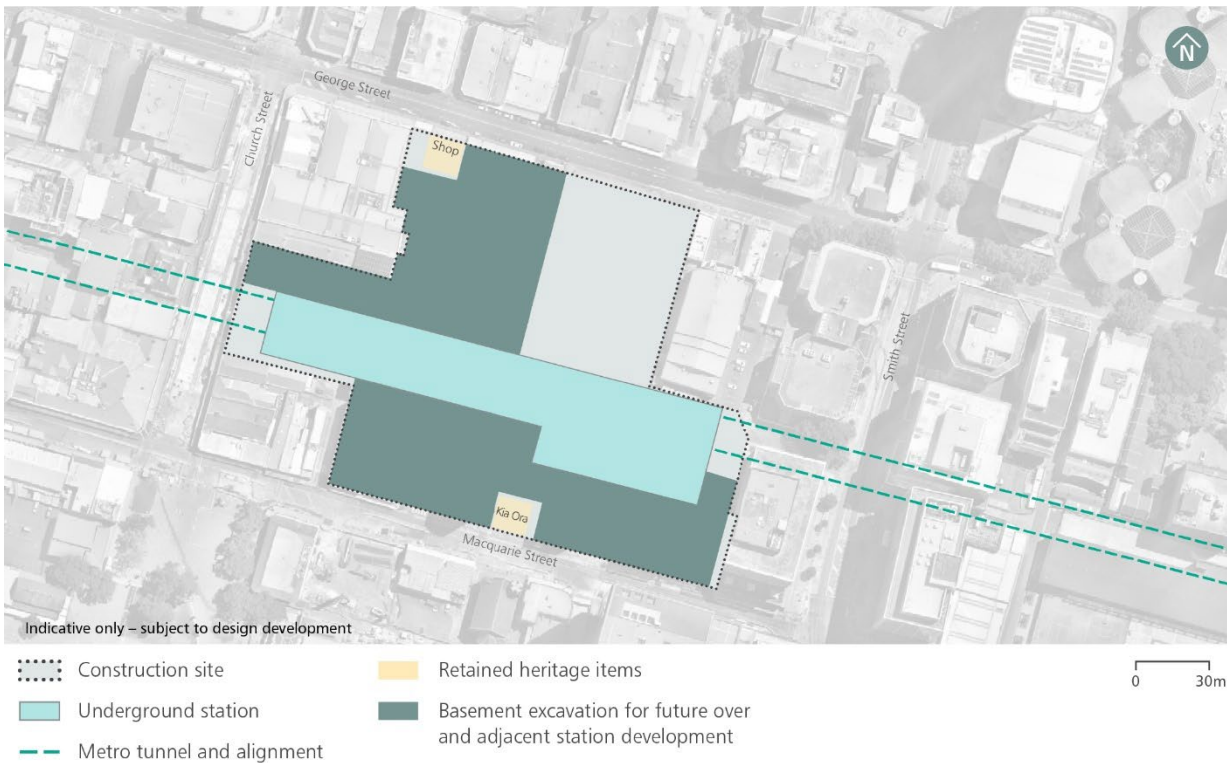 N
George Street
Church Street
Shop
Smith Street
Kia Ora
Macquarie Street
Indicative only – subject to design development
Construction site
Underground station
Metro tunnel and alignment
Retained heritage items
Basement excavation for future over
and adjacent station development
0 30m